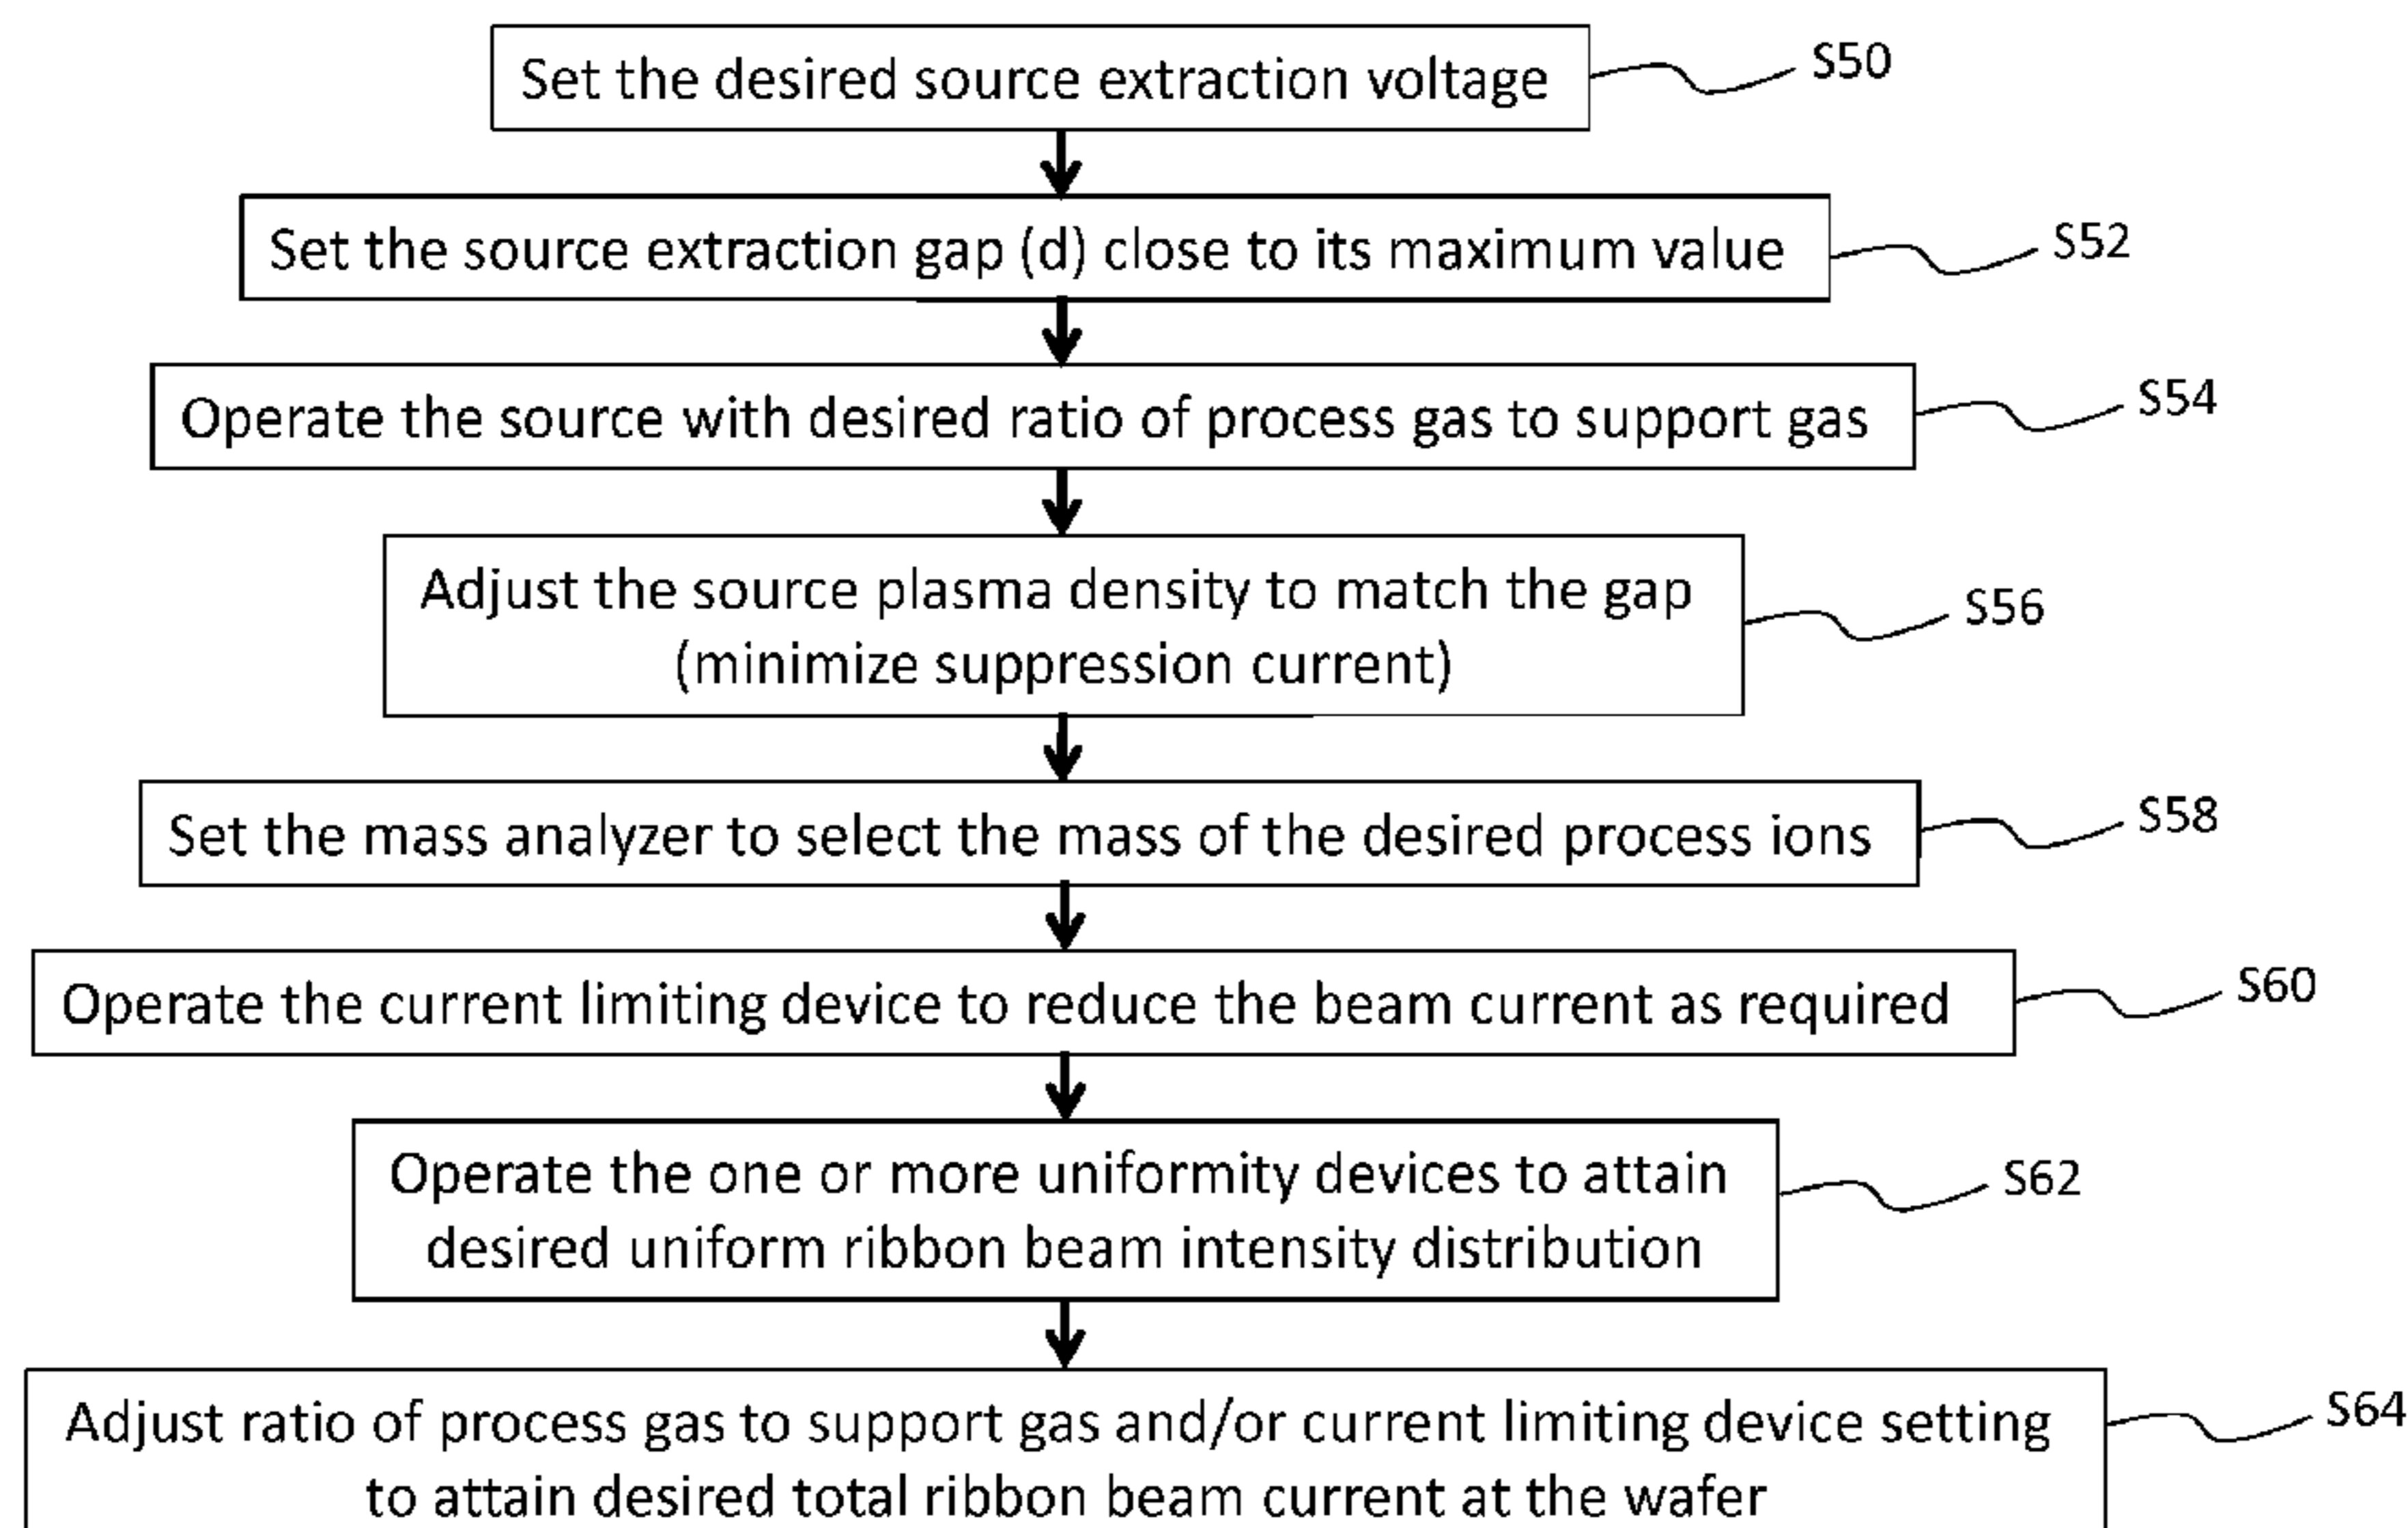 Set the desired source extraction voltage
S50
Set the source extraction gap (d) close to its maximum value
S52
Operate the source with desired ratio of process gas to support gas
S54
Adjust the source plasma density to match the gap
(minimize suppression current)
S56
Set the mass analyzer to select the mass of the desired process ions
S58
Operate the current limiting device to reduce the beam current as required
S60
Operate the one or more uniformity devices to attain
desired uniform ribbon beam intensity distribution
S62
Adjust ratio of process gas to support gas and/or current limiting device setting
to attain desired total ribbon beam current at the wafer
S64